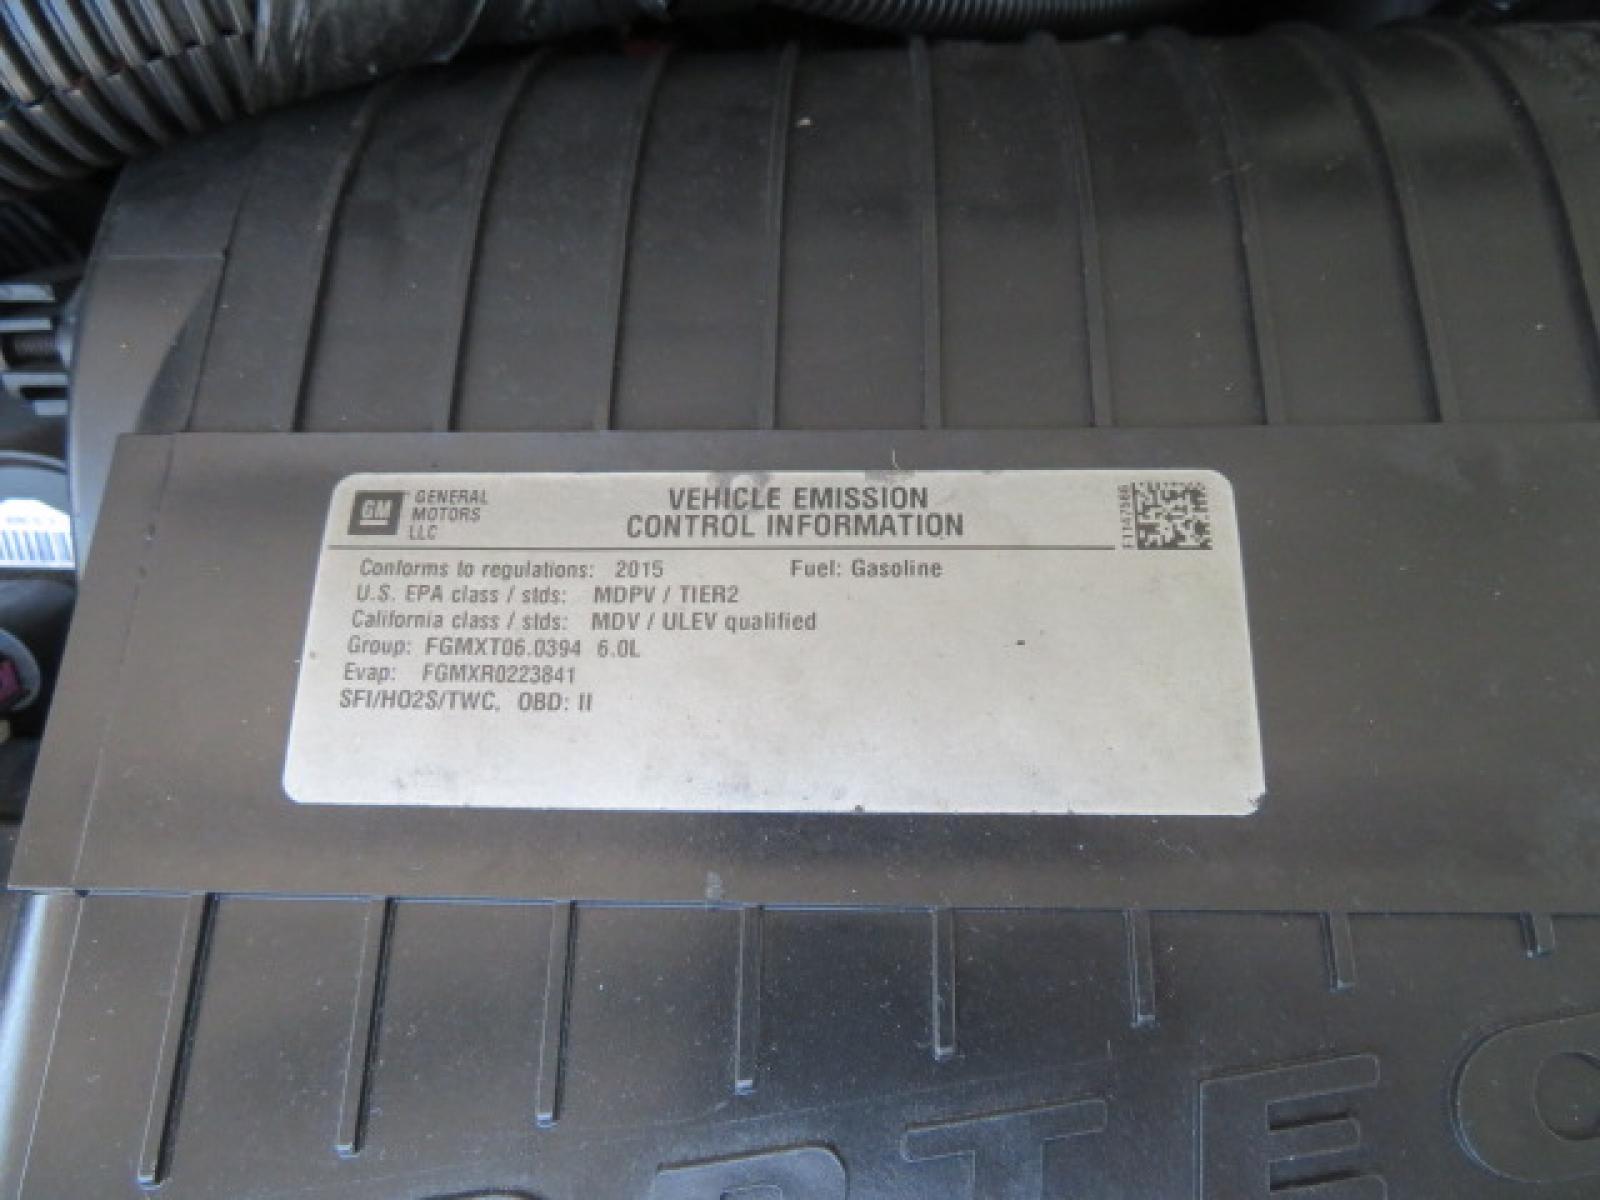 GM GENERAL
MOTORS
LLC
VEHICLE EMISSION
CONTROL INFORMATION
Conforms to regulations: 2015 Fuel: Gasoline
U.S. EPA class / stds: MDPV / TIER2
California class / stds: MDV / ULEV qualified
Group: FGMXT06.0394 6.0L
Evap: FGMXR0223841
SFI/HO2S/TWC, OBD: II
RTEC